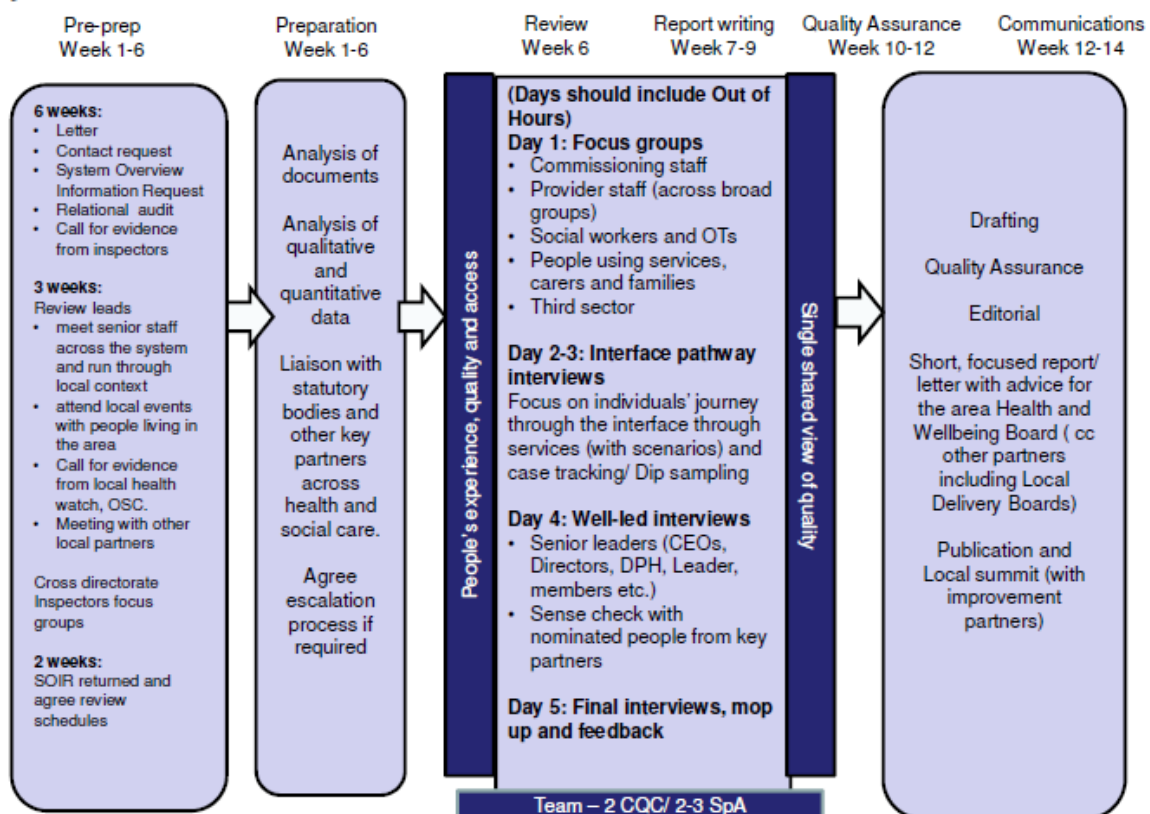 Pre-prep
Week 1-6
Preparation
Week 1-6
Review
Week 6
Report writing
Week 7-9
Quality Assurance
Week 10-12
Communications
Week 12-14
6 weeks:
• Letter
• Contact request
• System Overview
Information Request
• Relational audit
• Call for evidence
from inspectors
3 weeks:
Review leads
• meet senior staff
across the system
and run through
local context
• attend local events
with people living in
the area
• Call for evidence
from local health
watch, OSC.
• Meeting with other
local partners
Cross directorate
Inspectors focus
groups
2 weeks:
SOIR returned and
agree review
schedules
Analysis of
documents
Analysis of
qualitative
and
quantitative
data
Liaison with
statutory
bodies and
other key
partners
across
health and
social care.
Agree
escalation
process if
required
People's experience, quality and access
(Days should include Out of
Hours)
Day 1: Focus groups
• Commissioning staff
• Provider staff (across broad
groups)
• Social workers and OTs
• People using services,
carers and families
• Third sector
Day 2-3: Interface pathway
interviews
Focus on individuals' journey
through the interface through
services (with scenarios) and
case tracking/ Dip sampling
Day 4: Well-led interviews
• Senior leaders (CEOs,
Directors, DPH, Leader,
members etc.)
• Sense check with
nominated people from key
partners
Day 5: Final interviews, mop
up and feedback
Single shared view of quality
Drafting
Quality Assurance
Editorial
Short, focused report/
letter with advice for
the area Health and
Wellbeing Board ( cc
other partners
including Local
Delivery Boards)
Publication and
Local summit (with
improvement
partners)
Team – 2 CQC/ 2-3 SpA